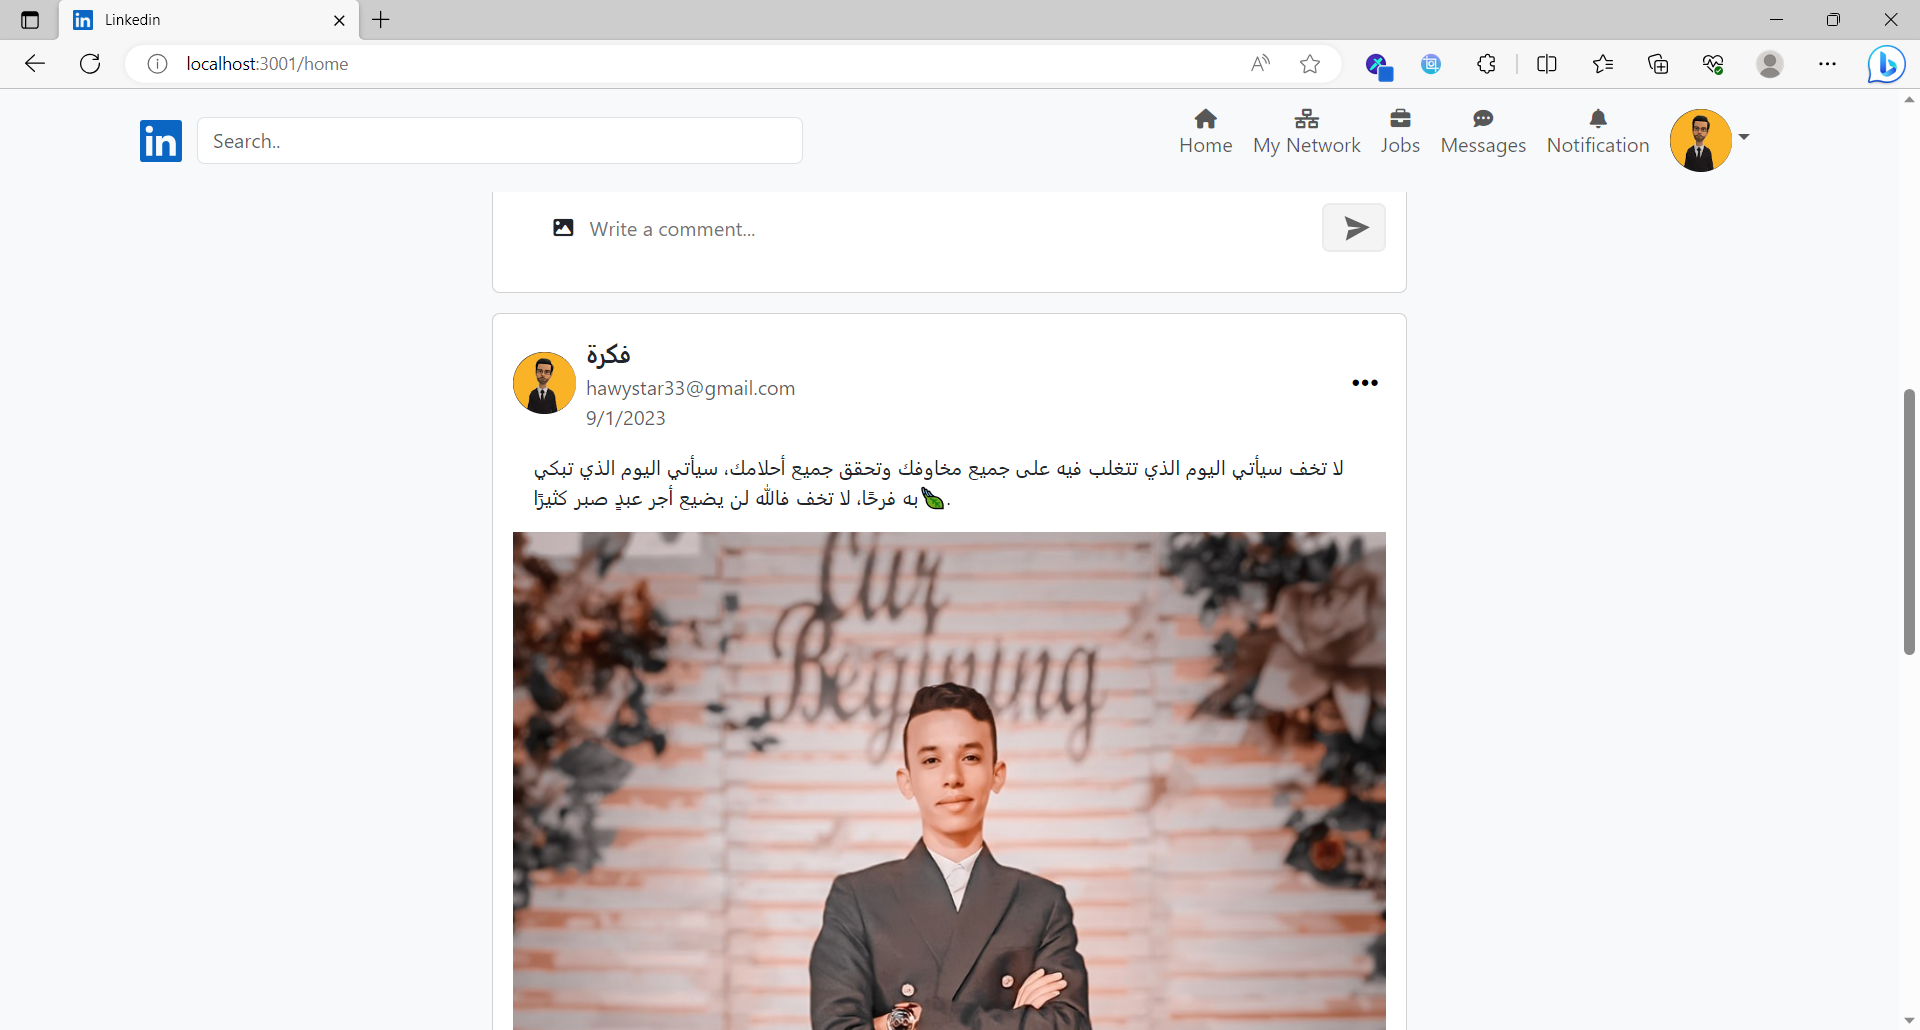 Linkedin
localhost:3001/home
in
Search..
Home
My Network
Jobs
Messages
Notification
Write a comment...
فكرة
hawystar33@gmail.com
9/1/2023
لا تخف سيأتي اليوم الذي تتغلب فيه على جميع مخاوفك وتحقق جميع أحلامك، سيأتي اليوم الذي تبكي
به فرحًا، لا تخف فالله لن يضيع أجر عبدٍ صبر كثيرًا🍃.
Our
Begining